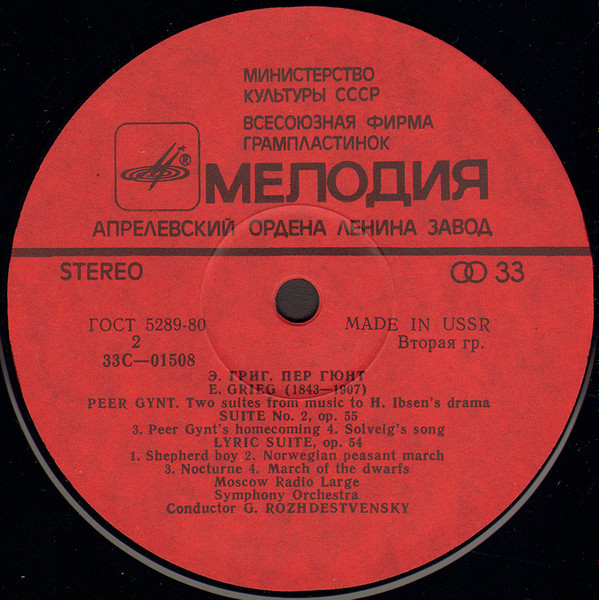 МИНИСТЕРСТВО
КУЛЬТУРЫ СССР
ВСЕСОЮЗНАЯ ФИРМА
ГРАМПЛАСТИНОК
®
МЕЛОДИЯ
АПРЕЛЕВСКИЙ ОРДЕНА ЛЕНИНА ЗАВОД
STEREO
33
ГОСТ 5289-80
MADE IN USSR
2
Вторая гр.
33С—01508
Э. ГРИГ. ПЕР ГЮНТ
E. GRIEG (1843—1907)
PEER GYNT. Two suites from music to H. Ibsen's drama
SUITE No. 2, op. 55
3. Peer Gynt's homecoming 4. Solveig's song
LYRIC SUITE, op. 54
1. Shepherd boy 2. Norwegian peasant march
3. Nocturne 4. March of the dwarfs
Moscow Radio Large
Symphony Orchestra
Conductor G. ROZHDESTVENSKY